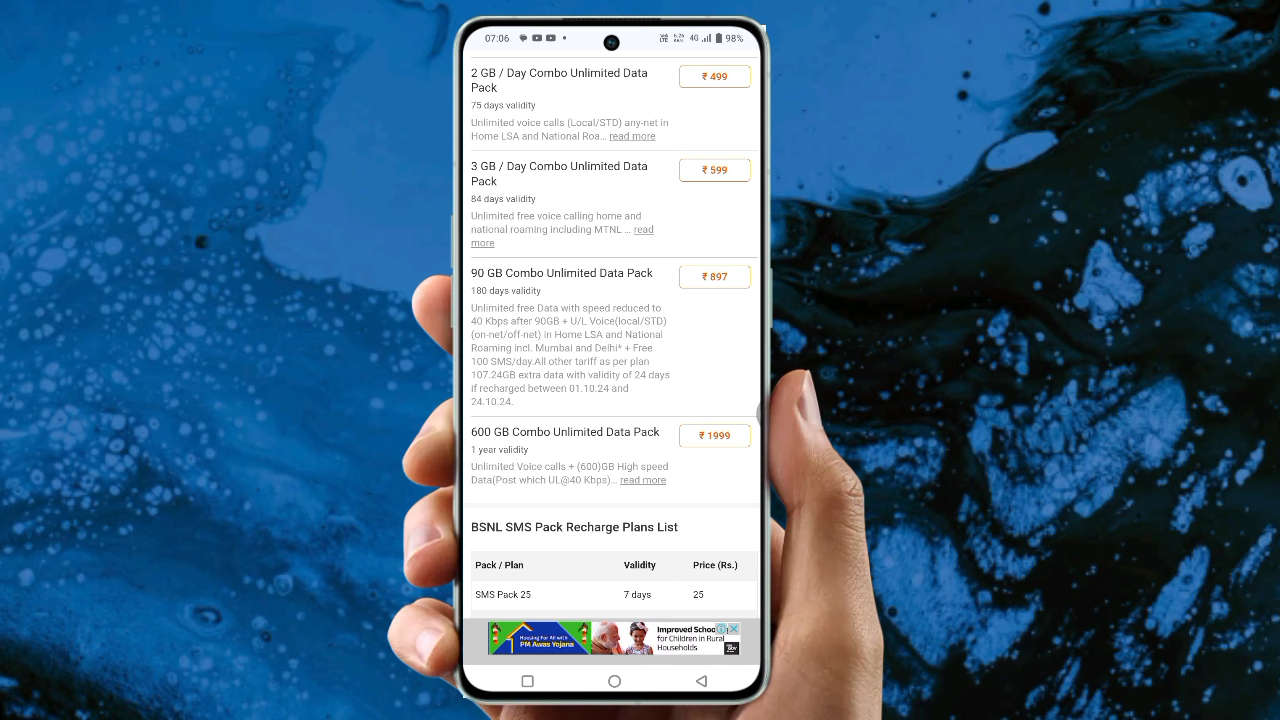 07:06
4G
98%
2 GB / Day Combo Unlimited Data
Pack
₹ 499
75 days validity
Unlimited voice calls (Local/STD) any-net in
Home LSA and National Roa... read more
3 GB / Day Combo Unlimited Data
Pack
₹ 599
84 days validity
Unlimited free voice calling home and
national roaming including MTNL ... read
more
90 GB Combo Unlimited Data Pack
₹ 897
180 days validity
Unlimited free Data with speed reduced to
40 Kbps after 90GB + U/L Voice(local/STD)
(on-net/off-net) in Home LSA and National
Roaming incl. Mumbai and Delhi* + Free
100 SMS/day.All other tariff as per plan
107.24GB extra data with validity of 24 days
if recharged between 01.10.24 and
24.10.24.
600 GB Combo Unlimited Data Pack
₹ 1999
1 year validity
Unlimited Voice calls + (600)GB High speed
Data(Post which UL@40 Kbps)... read more
BSNL SMS Pack Recharge Plans List
Pack / Plan Validity Price (Rs.)
SMS Pack 25 7 days 25
Housing For All with
PM Awas Yojana
Improved Schoo
for Children in Rural
Households